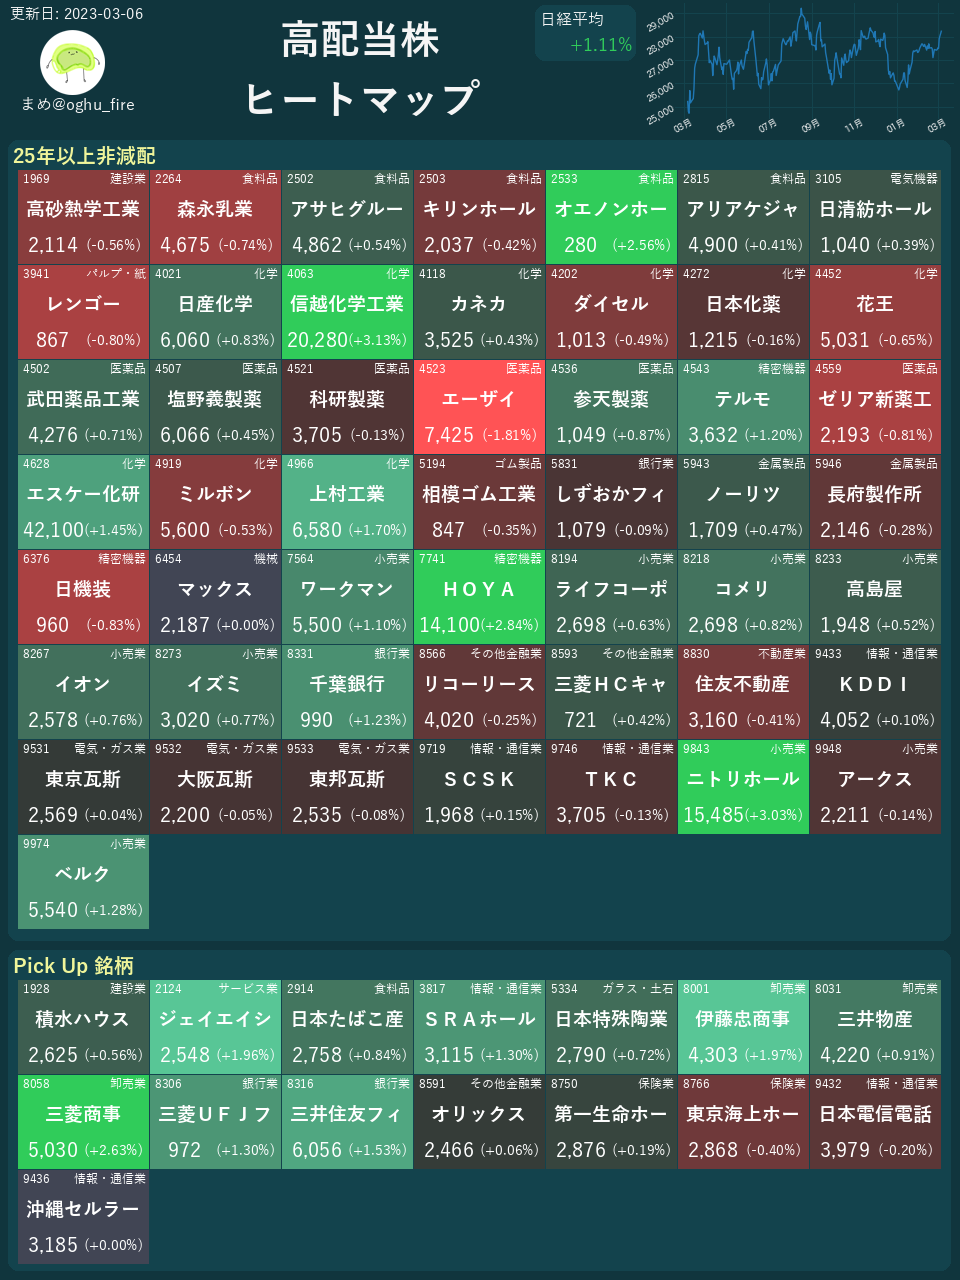 更新日: 2023-03-06
まめ@oghu_fire
高配当株
ヒートマップ
日経平均
+1.11%
29,000
28,000
27,000
26,000
25,000
03月 05月 07月 09月 11月 01月 03月
25年以上非減配
1969 建設業 2264 食料品 2502 食料品 2503 食料品 2533 食料品 2815 食料品 3105 電気機器
高砂熱学工業 森永乳業 アサヒグルー キリンホール オエノンホー アリアケジャ 日清紡ホール
2,114 (-0.56%) 4,675 (-0.74%) 4,862 (+0.54%) 2,037 (-0.42%) 280 (+2.56%) 4,900 (+0.41%) 1,040 (+0.39%)
3941 パルプ・紙 4021 化学 4063 化学 4118 化学 4202 化学 4272 化学 4452 化学
レンゴー 日産化学 信越化学工業 カネカ ダイセル 日本化薬 花王
867 (-0.80%) 6,060 (+0.83%) 20,280(+3.13%) 3,525 (+0.43%) 1,013 (-0.49%) 1,215 (-0.16%) 5,031 (-0.65%)
4502 医薬品 4507 医薬品 4521 医薬品 4523 医薬品 4536 医薬品 4543 精密機器 4559 医薬品
武田薬品工業 塩野義製薬 科研製薬 エーザイ 参天製薬 テルモ ゼリア新薬工
4,276 (+0.71%) 6,066 (+0.45%) 3,705 (-0.13%) 7,425 (-1.81%) 1,049 (+0.87%) 3,632 (+1.20%) 2,193 (-0.81%)
4628 化学 4919 化学 4966 化学 5194 ゴム製品 5831 銀行業 5943 金属製品 5946 金属製品
エスケー化研 ミルボン 上村工業 相模ゴム工業 しずおかフィ ノーリツ 長府製作所
42,100(+1.45%) 5,600 (-0.53%) 6,580 (+1.70%) 847 (-0.35%) 1,079 (-0.09%) 1,709 (+0.47%) 2,146 (-0.28%)
6376 精密機器 6454 機械 7564 小売業 7741 精密機器 8194 小売業 8218 小売業 8233 小売業
日機装 マックス ワークマン ＨＯＹＡ ライフコーポ コメリ 高島屋
960 (-0.83%) 2,187 (+0.00%) 5,500 (+1.10%) 14,100(+2.84%) 2,698 (+0.63%) 2,698 (+0.82%) 1,948 (+0.52%)
8267 小売業 8273 小売業 8331 銀行業 8566 その他金融業 8593 その他金融業 8830 不動産業 9433 情報・通信業
イオン イズミ 千葉銀行 リコーリース 三菱ＨＣキャ 住友不動産 ＫＤＤＩ
2,578 (+0.76%) 3,020 (+0.77%) 990 (+1.23%) 4,020 (-0.25%) 721 (+0.42%) 3,160 (-0.41%) 4,052 (+0.10%)
9531 電気・ガス業 9532 電気・ガス業 9533 電気・ガス業 9719 情報・通信業 9746 情報・通信業 9843 小売業 9948 小売業
東京瓦斯 大阪瓦斯 東邦瓦斯 ＳＣＳＫ ＴＫＣ ニトリホール アークス
2,569 (+0.04%) 2,200 (-0.05%) 2,535 (-0.08%) 1,968 (+0.15%) 3,705 (-0.13%) 15,485(+3.03%) 2,211 (-0.14%)
9974 小売業
ベルク
5,540 (+1.28%)
Pick Up 銘柄
1928 建設業 2124 サービス業 2914 食料品 3817 情報・通信業 5334 ガラス・土石 8001 卸売業 8031 卸売業
積水ハウス ジェイエイシ 日本たばこ産 ＳＲＡホール 日本特殊陶業 伊藤忠商事 三井物産
2,625 (+0.56%) 2,548 (+1.96%) 2,758 (+0.84%) 3,115 (+1.30%) 2,790 (+0.72%) 4,303 (+1.97%) 4,220 (+0.91%)
8058 卸売業 8306 銀行業 8316 銀行業 8591 その他金融業 8750 保険業 8766 保険業 9432 情報・通信業
三菱商事 三菱ＵＦＪフ 三井住友フィ オリックス 第一生命ホー 東京海上ホー 日本電信電話
5,030 (+2.63%) 972 (+1.30%) 6,056 (+1.53%) 2,466 (+0.06%) 2,876 (+0.19%) 2,868 (-0.40%) 3,979 (-0.20%)
9436 情報・通信業
沖縄セルラー
3,185 (+0.00%)